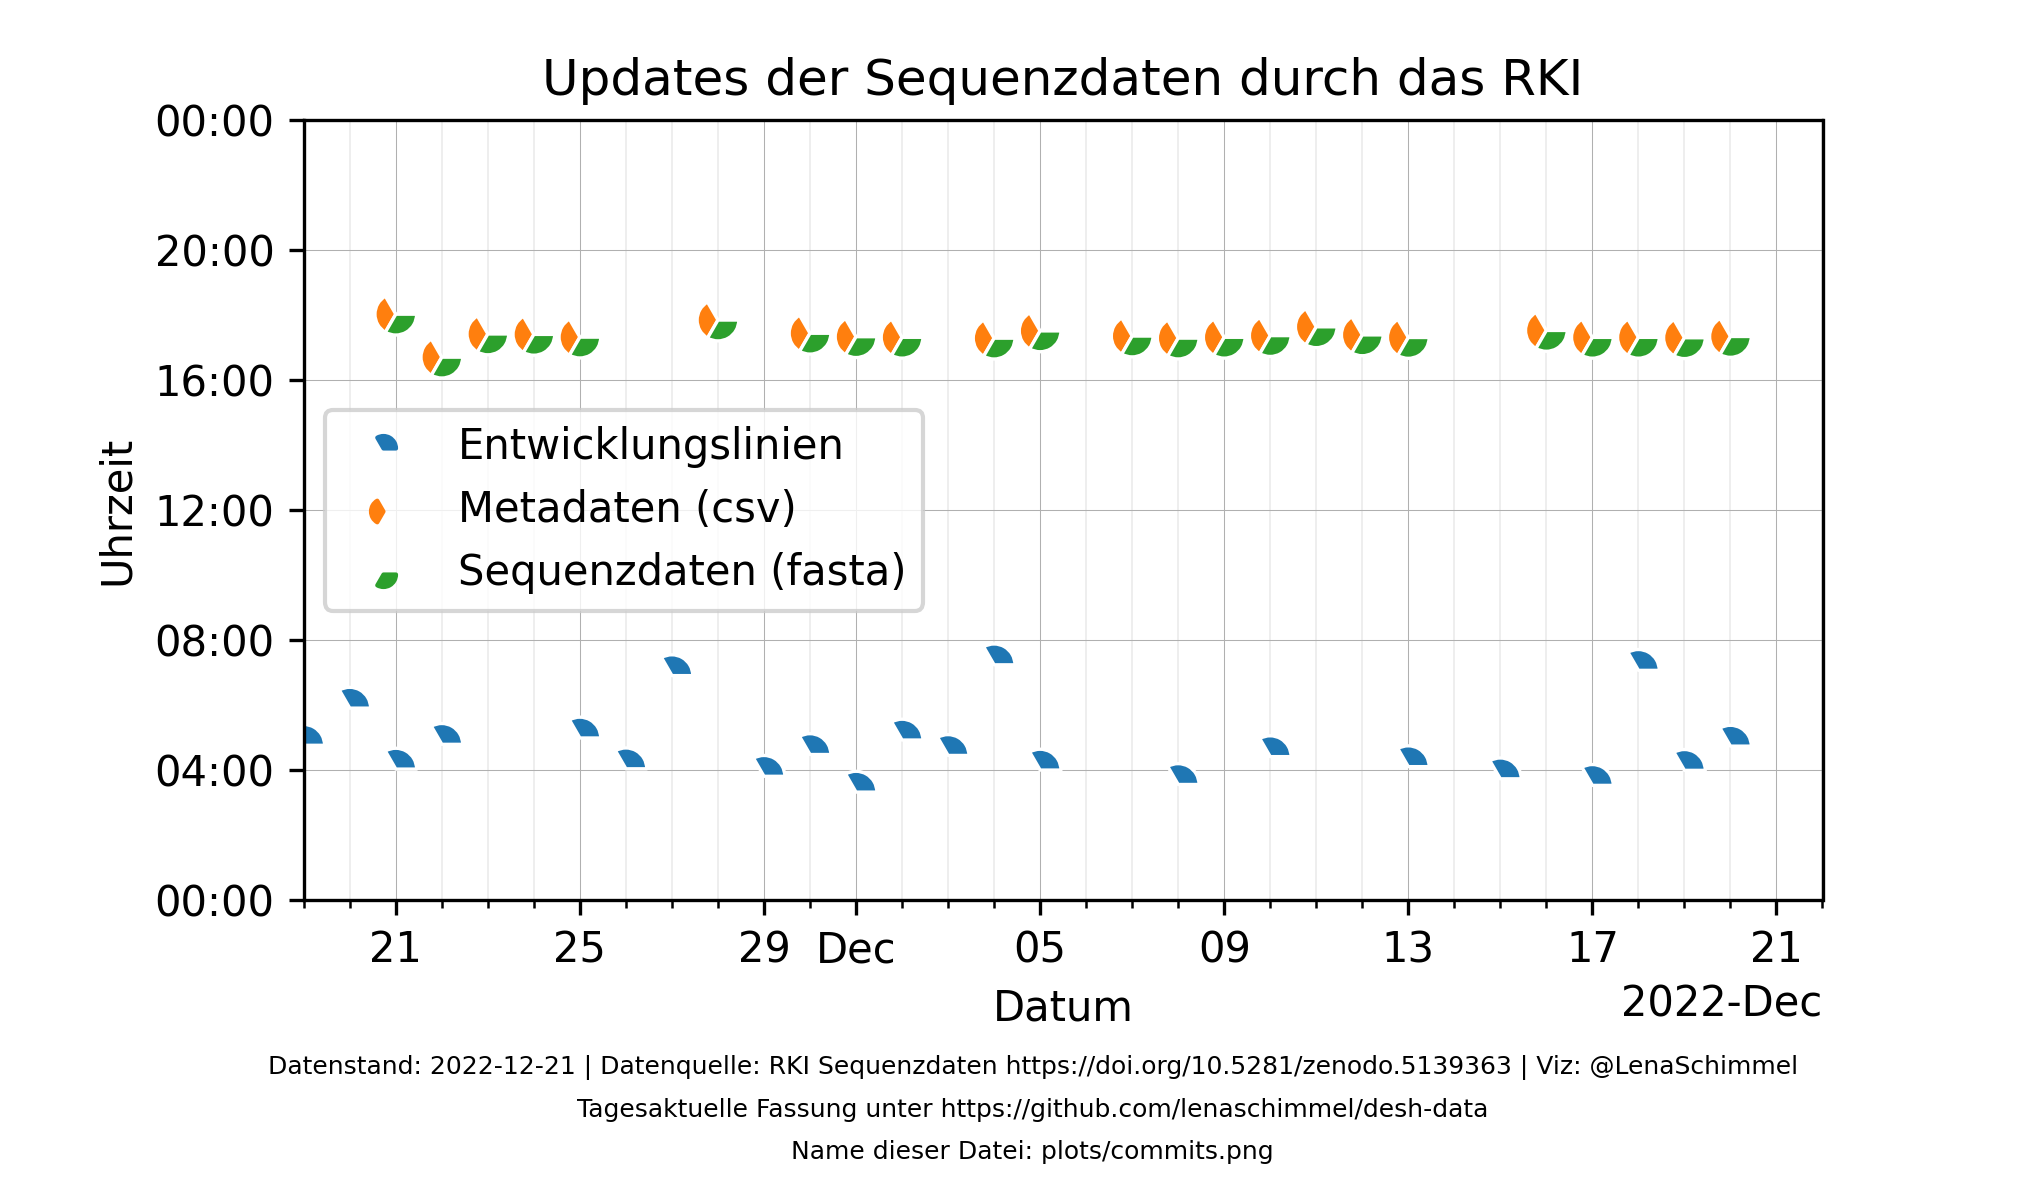 Updates der Sequenzdaten durch das RKI
00:00
20:00
16:00
12:00
08:00
04:00
00:00
Uhrzeit
Entwicklungslinien
Metadaten (csv)
Sequenzdaten (fasta)
21 25 29 Dec 05 09 13 17 21
Datum
2022-Dec
Datenstand: 2022-12-21 | Datenquelle: RKI Sequenzdaten https://doi.org/10.5281/zenodo.5139363 | Viz: @LenaSchimmel
Tagesaktuelle Fassung unter https://github.com/lenaschimmel/desh-data
Name dieser Datei: plots/commits.png